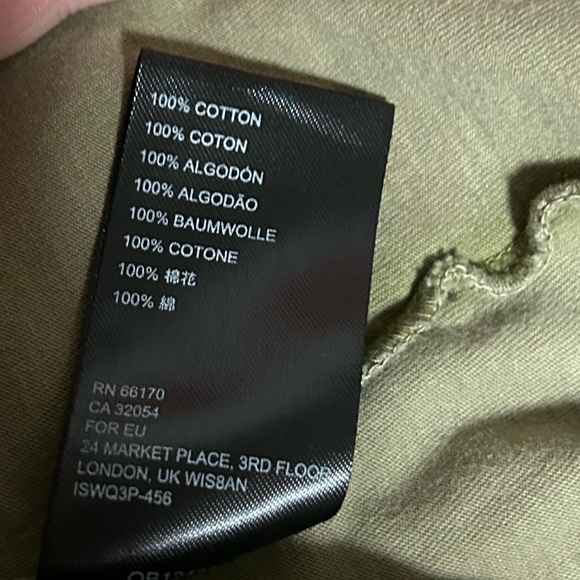 100% COTTON
100% COTON
100% ALGODÓN
100% ALGODÃO
100% BAUMWOLLE
100% COTONE
100% 棉花
100% 綿
RN 66170
CA 32054
FOR EU
24 MARKET PLACE, 3RD FLOOR
LONDON, UK WIS8AN
ISWQ3P-456